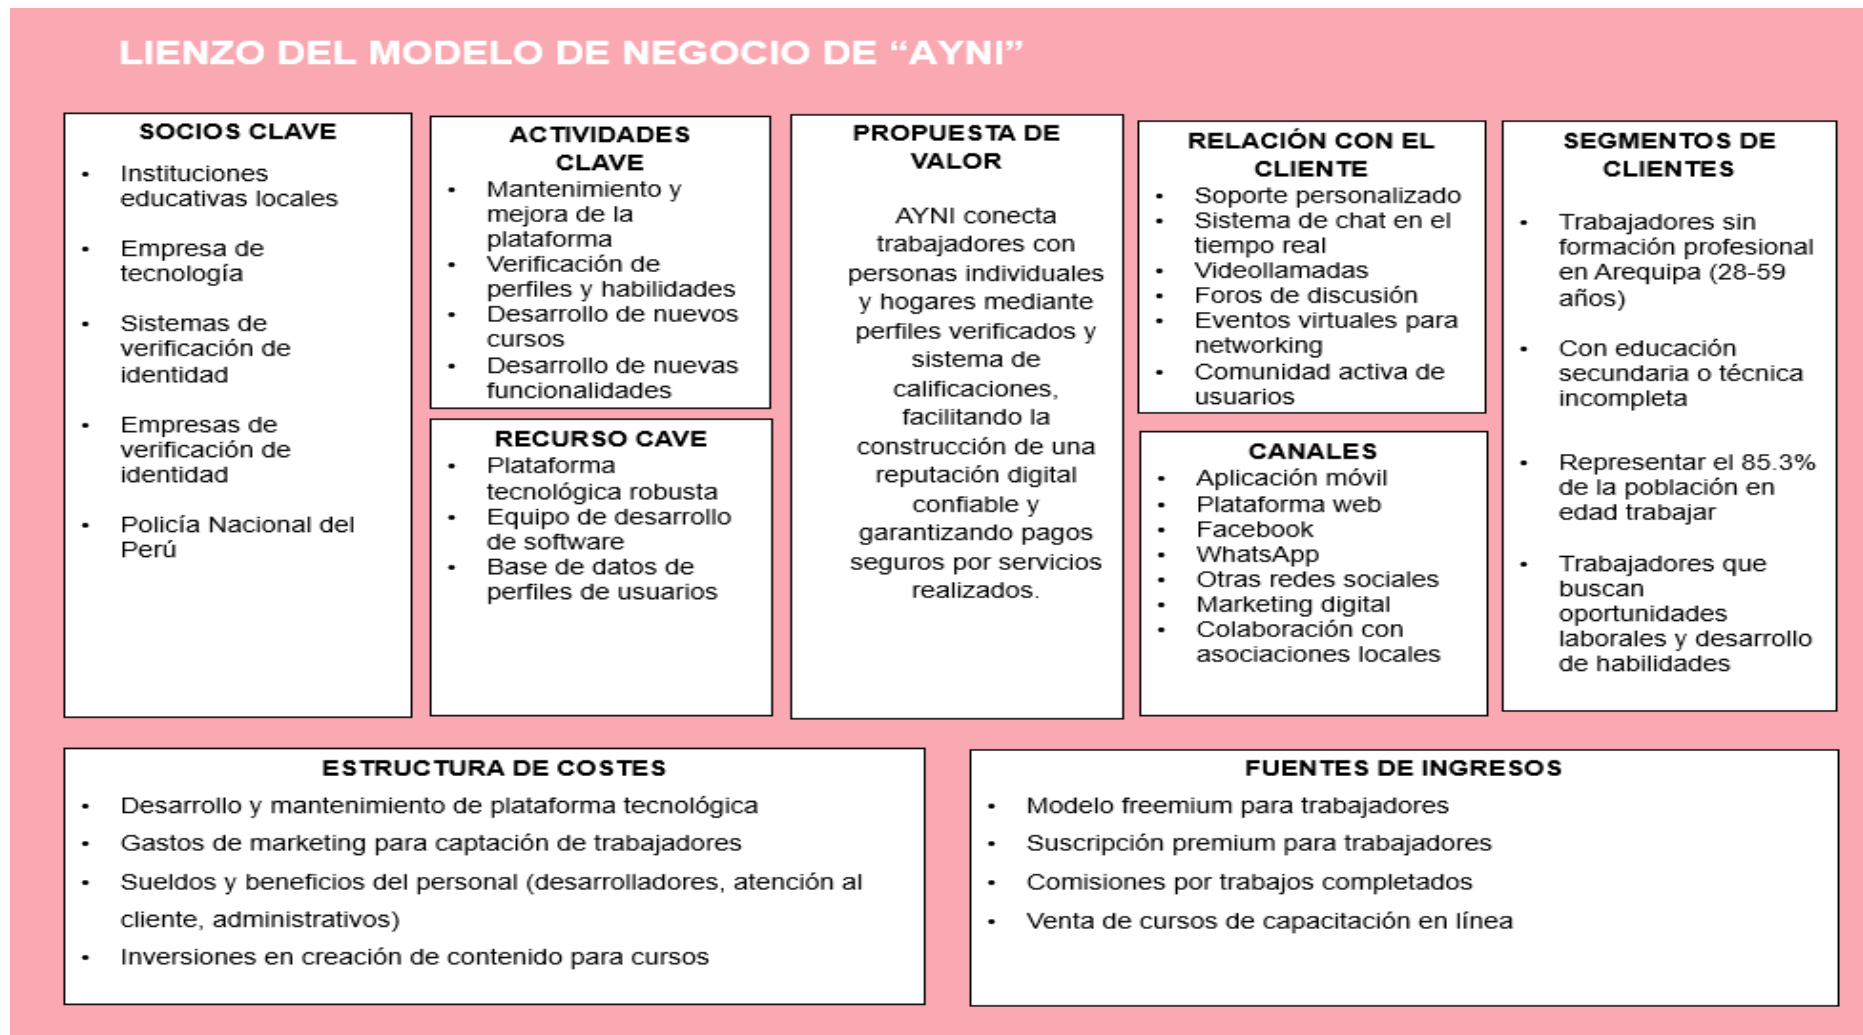 LIENZO DEL MODELO DE NEGOCIO DE “AYNI”
SOCIOS CLAVE
• Instituciones
educativas locales
• Empresa de
tecnología
• Sistemas de
verificación de
identidad
• Empresas de
verificación de
identidad
• Policía Nacional del
Perú
ACTIVIDADES
CLAVE
• Mantenimiento y
mejora de la
plataforma
• Verificación de
perfiles y habilidades
• Desarrollo de nuevos
cursos
• Desarrollo de nuevas
funcionalidades
RECURSO CAVE
• Plataforma
tecnológica robusta
• Equipo de desarrollo
de software
• Base de datos de
perfiles de usuarios
PROPUESTA DE
VALOR
AYNI conecta
trabajadores con
personas individuales
y hogares mediante
perfiles verificados y
sistema de
calificaciones,
facilitando la
construcción de una
reputación digital
confiable y
garantizando pagos
seguros por servicios
realizados.
RELACIÓN CON EL
CLIENTE
• Soporte personalizado
• Sistema de chat en el
tiempo real
• Videollamadas
• Foros de discusión
• Eventos virtuales para
networking
• Comunidad activa de
usuarios
CANALES
• Aplicación móvil
• Plataforma web
• Facebook
• WhatsApp
• Otras redes sociales
• Marketing digital
• Colaboración con
asociaciones locales
SEGMENTOS DE
CLIENTES
• Trabajadores sin
formación profesional
en Arequipa (28-59
años)
• Con educación
secundaria o técnica
incompleta
• Representar el 85.3%
de la población en
edad trabajar
• Trabajadores que
buscan
oportunidades
laborales y desarrollo
de habilidades
ESTRUCTURA DE COSTES
• Desarrollo y mantenimiento de plataforma tecnológica
• Gastos de marketing para captación de trabajadores
• Sueldos y beneficios del personal (desarrolladores, atención al
cliente, administrativos)
• Inversiones en creación de contenido para cursos
FUENTES DE INGRESOS
• Modelo freemium para trabajadores
• Suscripción premium para trabajadores
• Comisiones por trabajos completados
• Venta de cursos de capacitación en línea